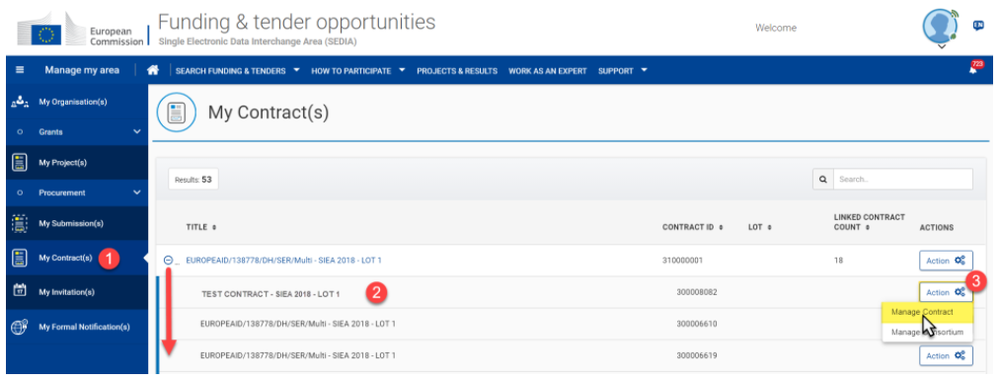 European
Commission
Funding & tender opportunities
Single Electronic Data Interchange Area (SEDIA)
Welcome
EN
Manage my area
SEARCH FUNDING & TENDERS HOW TO PARTICIPATE PROJECTS & RESULTS WORK AS AN EXPERT SUPPORT
723
My Organisation(s)
Grants
My Project(s)
Procurement
My Submission(s)
My Contract(s) 1
My Invitation(s)
17
My Formal Notification(s)
My Contract(s)
Results: 53
Search..
TITLE CONTRACT ID LOT LINKED CONTRACT COUNT ACTIONS
EUROPEAID/138778/DH/SER/Multi - SIEA 2018 - LOT 1 310000001 18 Action
TEST CONTRACT - SIEA 2018 - LOT 1 2 300008082 Action 3
Manage Contract
EUROPEAID/138778/DH/SER/Multi - SIEA 2018 - LOT 1 300006610
Manage
EUROPEAID/138778/DH/SER/Multi - SIEA 2018 - LOT 1 300006619 Action